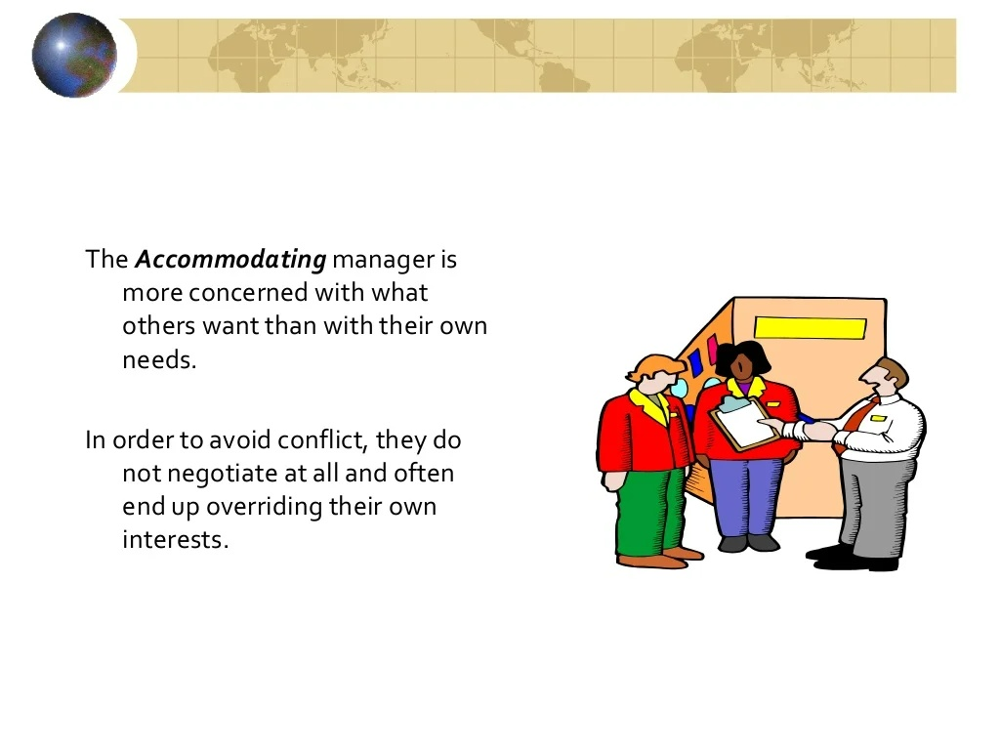 The Accommodating manager is
more concerned with what
others want than with their own
needs.
In order to avoid conflict, they do
not negotiate at all and often
end up overriding their own
interests.